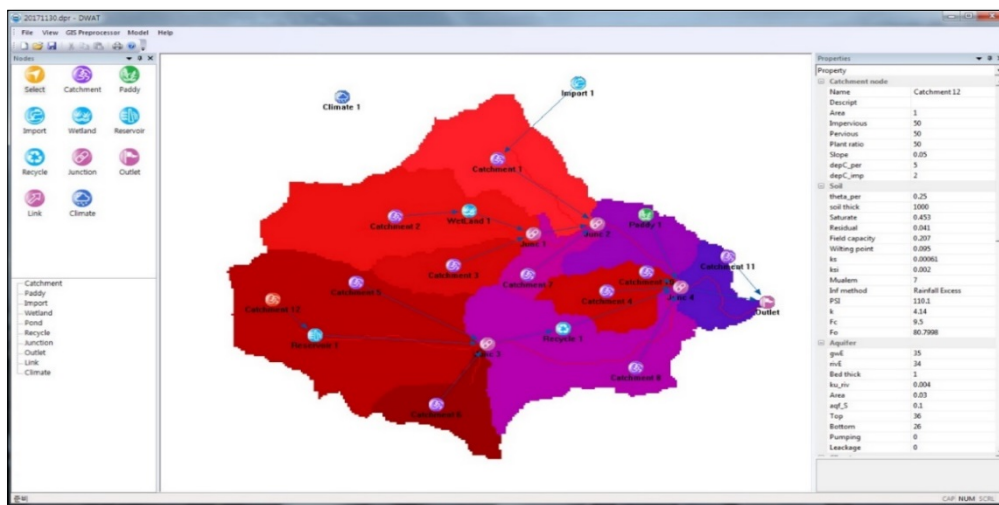 20171130.dpr - DWAT
File View GIS Preprocessor Model Help
Nodes
Select Catchment Paddy
Import Wetland Reservoir
Recycle Junction Outlet
Link Climate
Catchment
Paddy
Import
Wetland
Pond
Recycle
Junction
Outlet
Link
Climate
Climate 1
Import 1
Catchment 1
Catchment 2
WetLand 1
Paddy 1
Junc 1
Junc 2
Catchment 3
Catchment 7
Catchment 11
Catchment 5
Catchment 4
Junc 4
Outlet
Catchment 12
Reservoir 1
Recycle 1
Catchment 8
Catchment 6
Properties
Property
Catchment node
Name Catchment 12
Descript
Area 1
Impervious 50
Pervious 50
Plant ratio 50
Slope 0.05
depC_per 5
depC_imp 2
Soil
theta_per 0.25
soil thick 1000
Saturate 0.453
Residual 0.041
Field capacity 0.207
Wilting point 0.095
ks 0.00061
ksi 0.002
Mualem 7
Inf method Rainfall Excess
PSI 110.1
k 4.14
Fc 9.5
Fo 80.7998
Aquifer
gwE 35
rivE 34
Bed thick 1
ku_riv 0.004
Area 0.03
aqf_S 0.1
Top 36
Bottom 26
Pumping 0
Leackage 0
준비
CAP NUM SCRL